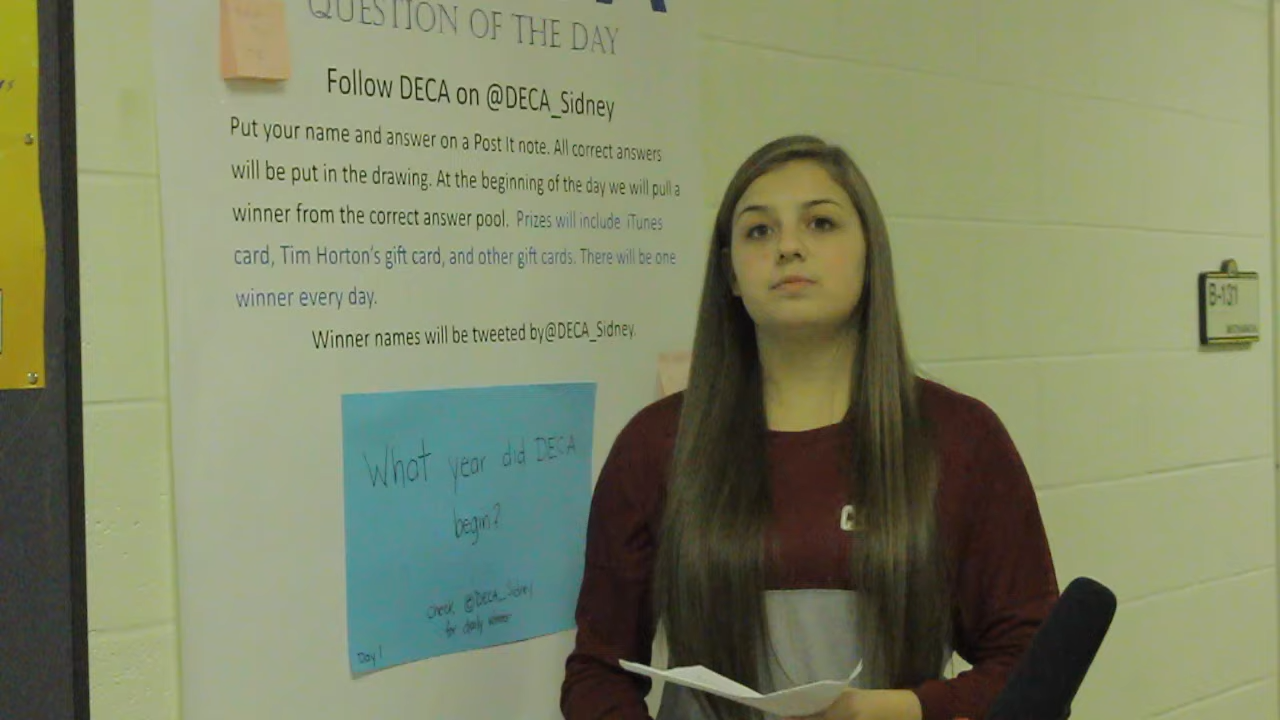 QUESTION OF THE DAY
Follow DECA on @DECA_Sidney
Put your name and answer on a Post It note. All correct answers
will be put in the drawing. At the beginning of the day we will pull a
winner from the correct answer pool. Prizes will include iTunes
card, Tim Horton's gift card, and other gift cards. There will be one
winner every day.
Winner names will be tweeted by@DECA_Sidney.
What year did DECA
begin?
check @DECA_Sidney
for daily winner
Day 1
B-131